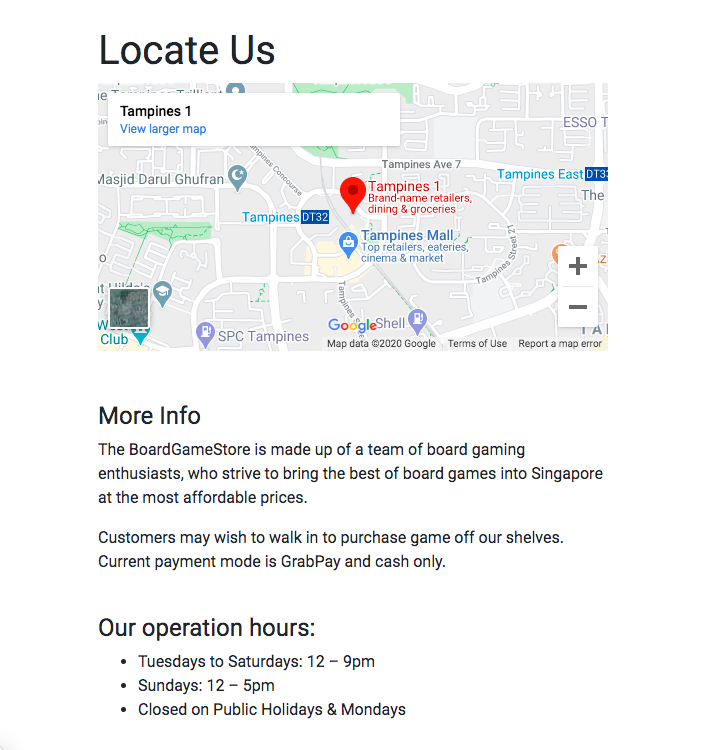 Locate Us
Tampines 1
View larger map
ESSO T
Tampines Ave 7
Tampines East DT33
Masjid Darul Ghufran
Tampines Concourse
Tampines 1
Brand-name retailers,
dining & groceries
The
Tampines DT32
Tampines Mall
Top retailers, eateries,
cinema & market
Tampines Street 21
AZ
Tampines S
Club
SPC Tampines
Google
Shell
TA
Map data ©2020 Google Terms of Use Report a map error
More Info
The BoardGameStore is made up of a team of board gaming
enthusiasts, who strive to bring the best of board games into Singapore
at the most affordable prices.
Customers may wish to walk in to purchase game off our shelves.
Current payment mode is GrabPay and cash only.
Our operation hours:
• Tuesdays to Saturdays: 12 – 9pm
• Sundays: 12 – 5pm
• Closed on Public Holidays & Mondays